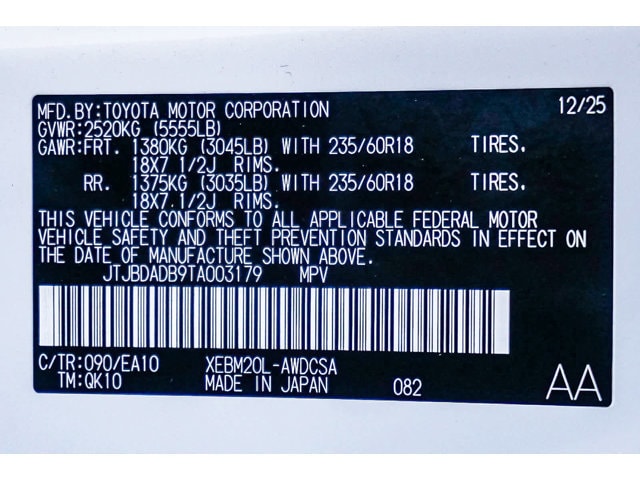 MFD.BY:TOYOTA MOTOR CORPORATION 12/25
GVWR:2520KG (5555LB)
GAWR:FRT. 1380KG (3045LB) WITH 235/60R18 TIRES.
18X7 1/2J RIMS.
RR. 1375KG (3035LB) WITH 235/60R18 TIRES.
18X7 1/2J RIMS.
THIS VEHICLE CONFORMS TO ALL APPLICABLE FEDERAL MOTOR
VEHICLE SAFETY AND THEFT PREVENTION STANDARDS IN EFFECT ON
THE DATE OF MANUFACTURE SHOWN ABOVE.
JTJBDADB9TA003179 MPV
C/TR:090/EA10 XEBM20L-AWDCSA
TM:QK10 MADE IN JAPAN 082 AA